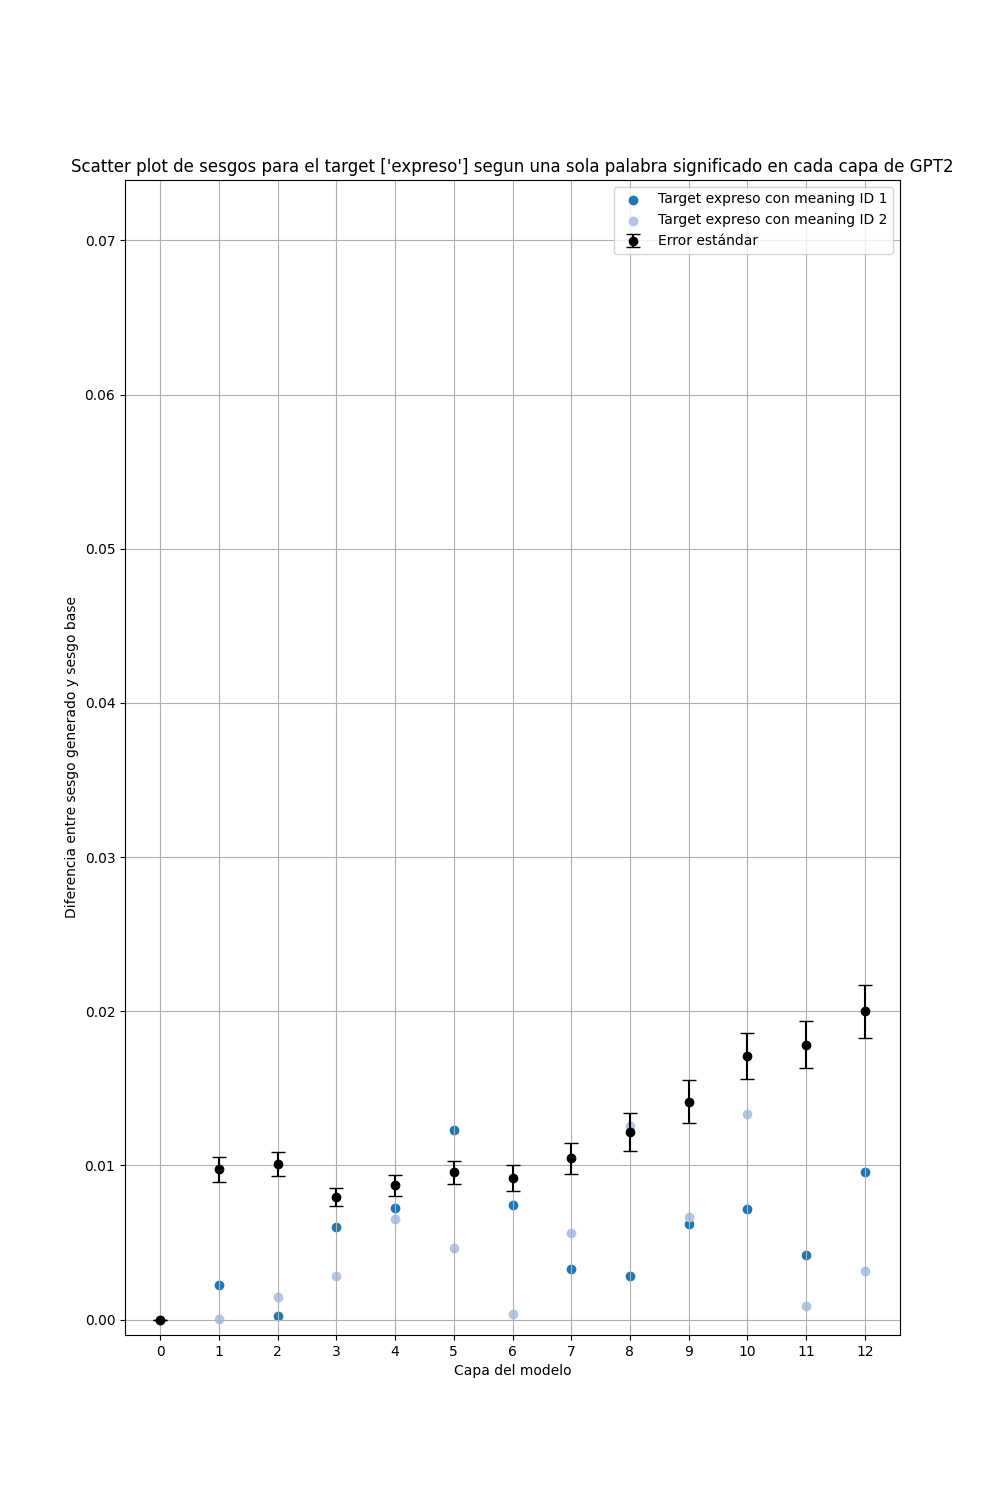 Scatter plot de sesgos para el target ['expreso'] segun una sola palabra significado en cada capa de GPT2
Target expreso con meaning ID 1
Target expreso con meaning ID 2
Error estándar
0.07
0.06
0.05
0.04
0.03
0.02
0.01
0.00
Diferencia entre sesgo generado y sesgo base
0 1 2 3 4 5 6 7 8 9 10 11 12
Capa del modelo